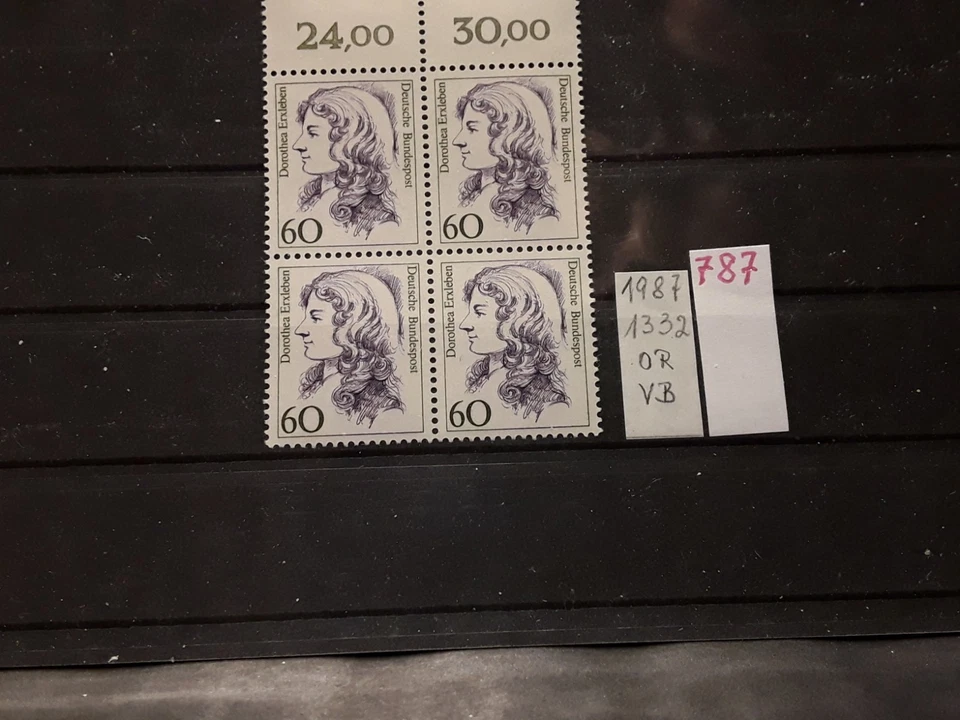 24,00 30,00
Dorothea Erxleben
Deutsche Bundespost
60
Dorothea Erxleben
Deutsche Bundespost
60
Dorothea Erxleben
Deutsche Bundespost
60
Dorothea Erxleben
Deutsche Bundespost
60
1987
1332
OR
VB
787